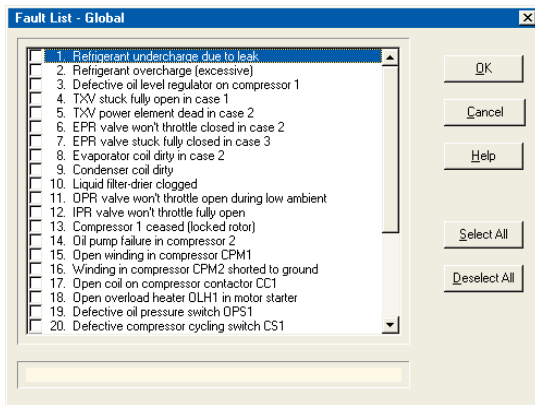 Fault List - Global
1. Refrigerant undercharge due to leak
2. Refrigerant overcharge (excessive)
3. Defective oil level regulator on compressor 1
4. TXV stuck fully open in case 1
5. TXV power element dead in case 2
6. EPR valve won't throttle closed in case 2
7. EPR valve stuck fully closed in case 3
8. Evaporator coil dirty in case 2
9. Condenser coil dirty
10. Liquid filter-drier clogged
11. OPR valve won't throttle open during low ambient
12. IPR valve won't throttle fully open
13. Compressor 1 ceased (locked rotor)
14. Oil pump failure in compressor 2
15. Open winding in compressor CPM1
16. Winding in compressor CPM2 shorted to ground
17. Open coil on compressor contactor CC1
18. Open overload heater OLH1 in motor starter
19. Defective oil pressure switch OPS1
20. Defective compressor cycling switch CS1
OK
Cancel
Help
Select All
Deselect All